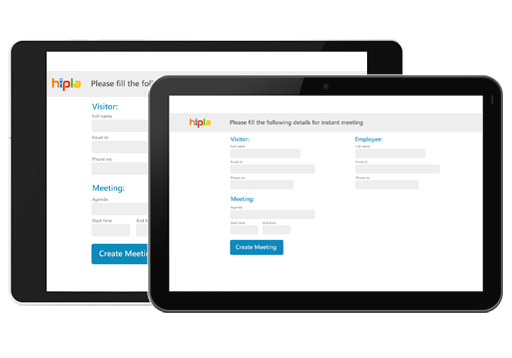 hipla
Please fill the follo
Visitor:
Full name
Email id
Phone no.
Meeting:
Agenda
Start time
End t
Create Meetin
hipla
Please fill the following details for instant meeting
Visitor:
Employee:
Full name
Full name
Email id
Email id
Phone no.
Phone no.
Meeting:
Agenda
Start time
End time
Create Meeting